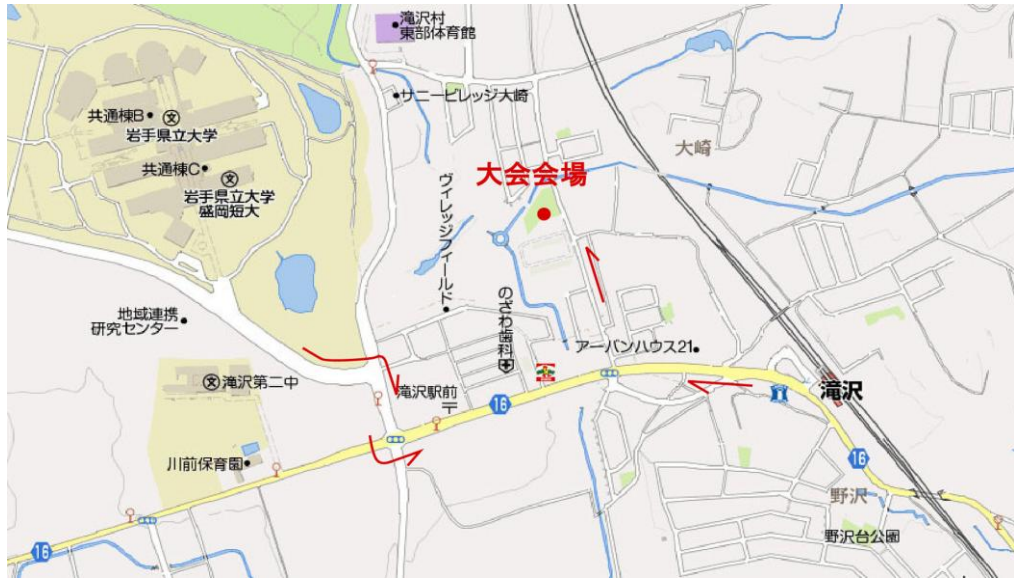 滝沢村
東部体育館
サニービレッジ大崎
共通棟B
文
岩手県立大学
共通棟C
文
岩手県立大学
盛岡短大
大崎
大会会場
ヴィレッジフィールド
のざわ歯科
地域連携
研究センター
アーバンハウス21
文
滝沢第二中
滝沢駅前
〒
16
滝沢
川前保育園
16
野沢
野沢台公園
16